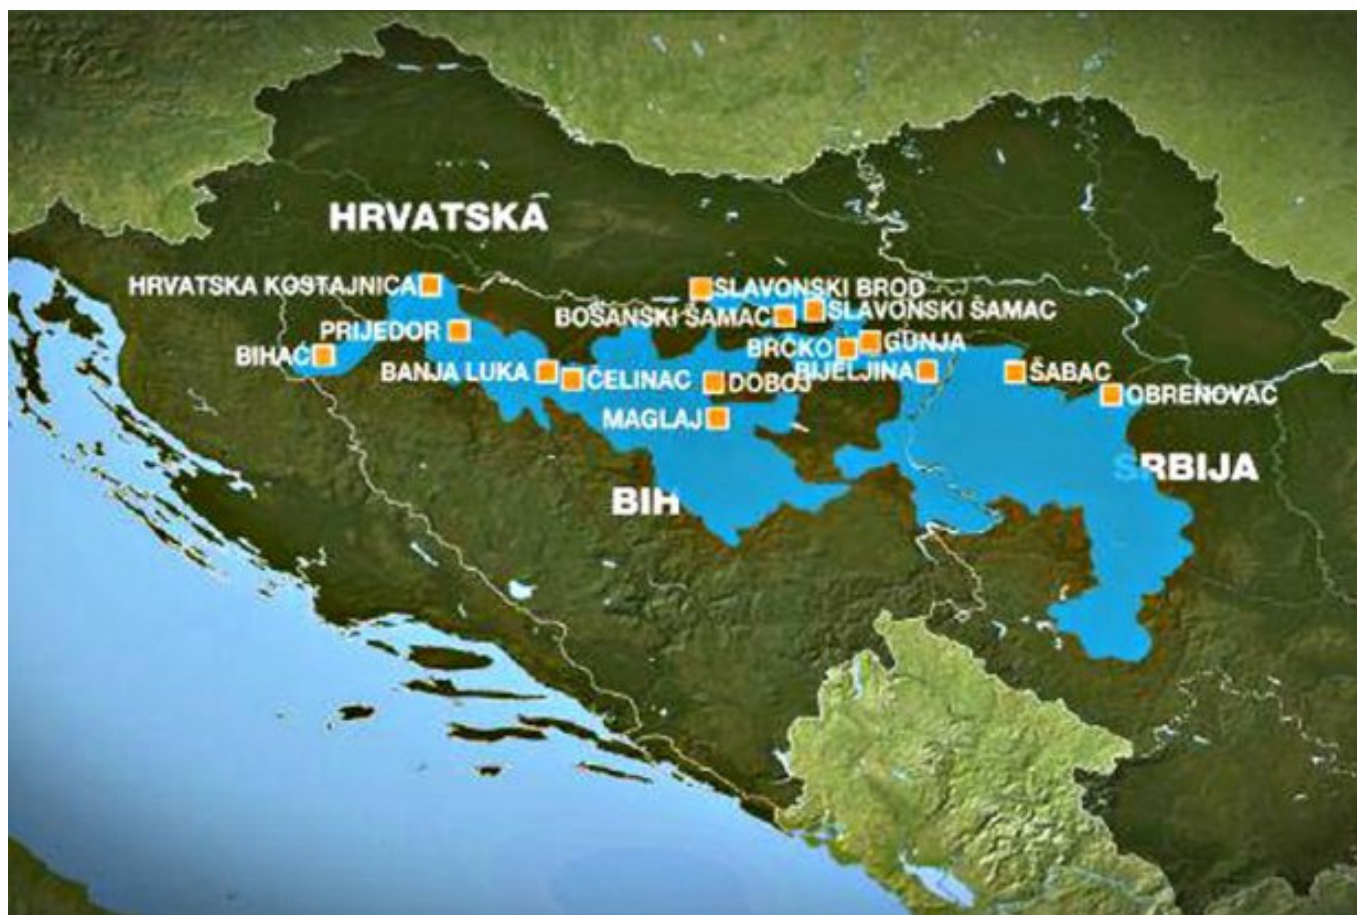 HRVATSKA
HRVATSKA KOSTAJNICA
SLAVONSKI BROD
BOSANSKI ŠAMAC
SLAVONSKI ŠAMAC
PRIJEDOR
BRČKO
GUNJA
BIHAĆ
BANJA LUKA
ČELINAC
DOBOJ
BIJELJINA
ŠABAC
OBRENOVAC
MAGLAJ
SRBIJA
BIH